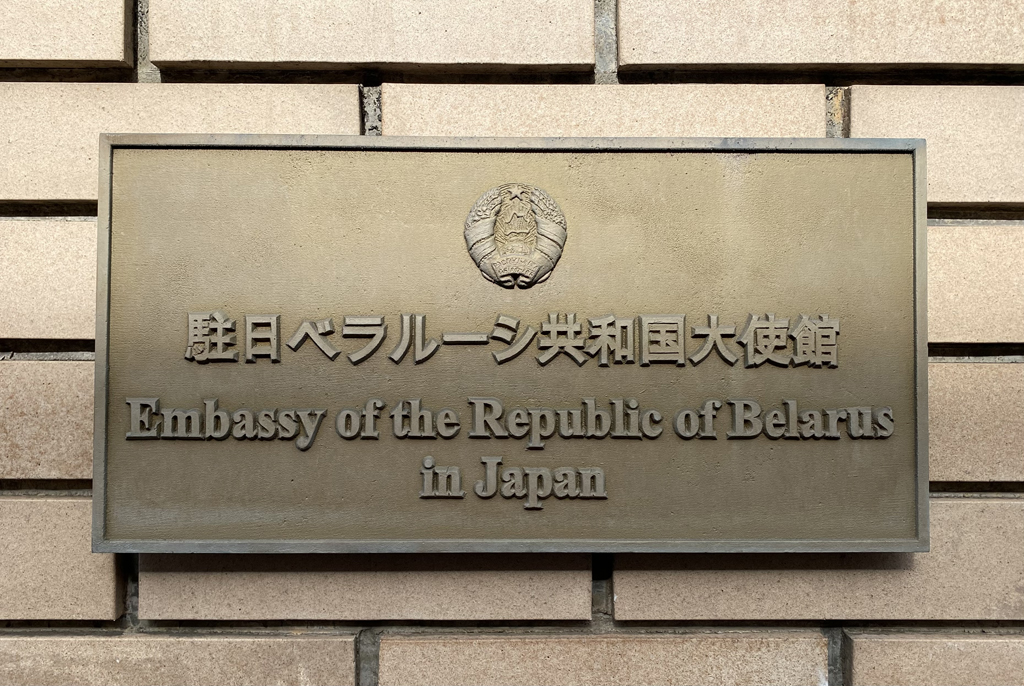 駐日ベラルーシ共和国大使館
Embassy of the Republic of Belarus
in Japan